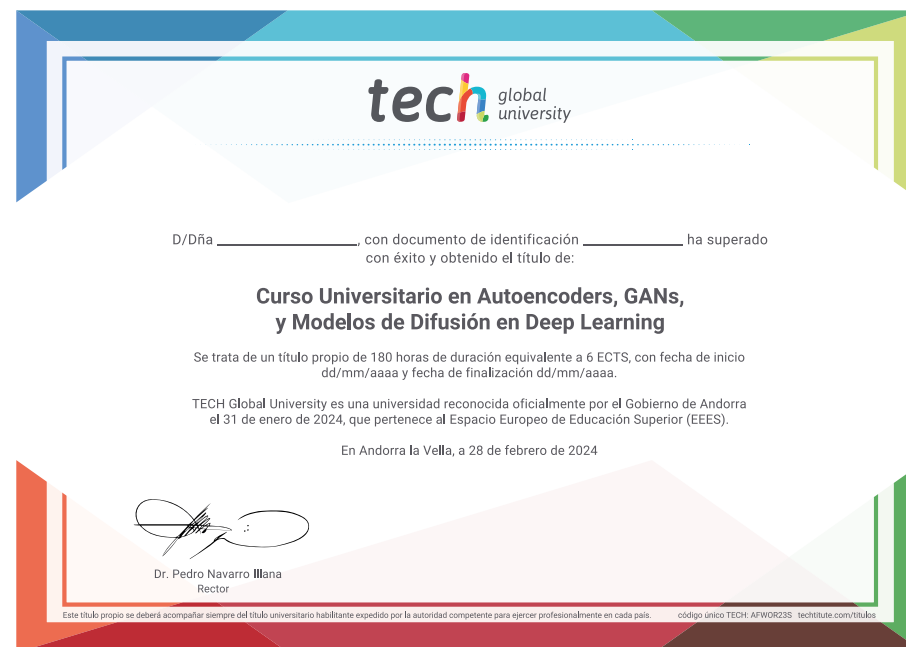 tech global university
D/Dña ____________________, con documento de identificación ______________ ha superado
con éxito y obtenido el título de:
Curso Universitario en Autoencoders, GANs,
y Modelos de Difusión en Deep Learning
Se trata de un título propio de 180 horas de duración equivalente a 6 ECTS, con fecha de inicio
dd/mm/aaaa y fecha de finalización dd/mm/aaaa.
TECH Global University es una universidad reconocida oficialmente por el Gobierno de Andorra
el 31 de enero de 2024, que pertenece al Espacio Europeo de Educación Superior (EEES).
En Andorra la Vella, a 28 de febrero de 2024
Dr. Pedro Navarro Illana
Rector
Este título propio se deberá acompañar siempre del título universitario habilitante expedido por la autoridad competente para ejercer profesionalmente en cada país. código único TECH: AFWOR23S techtitute.com/titulos